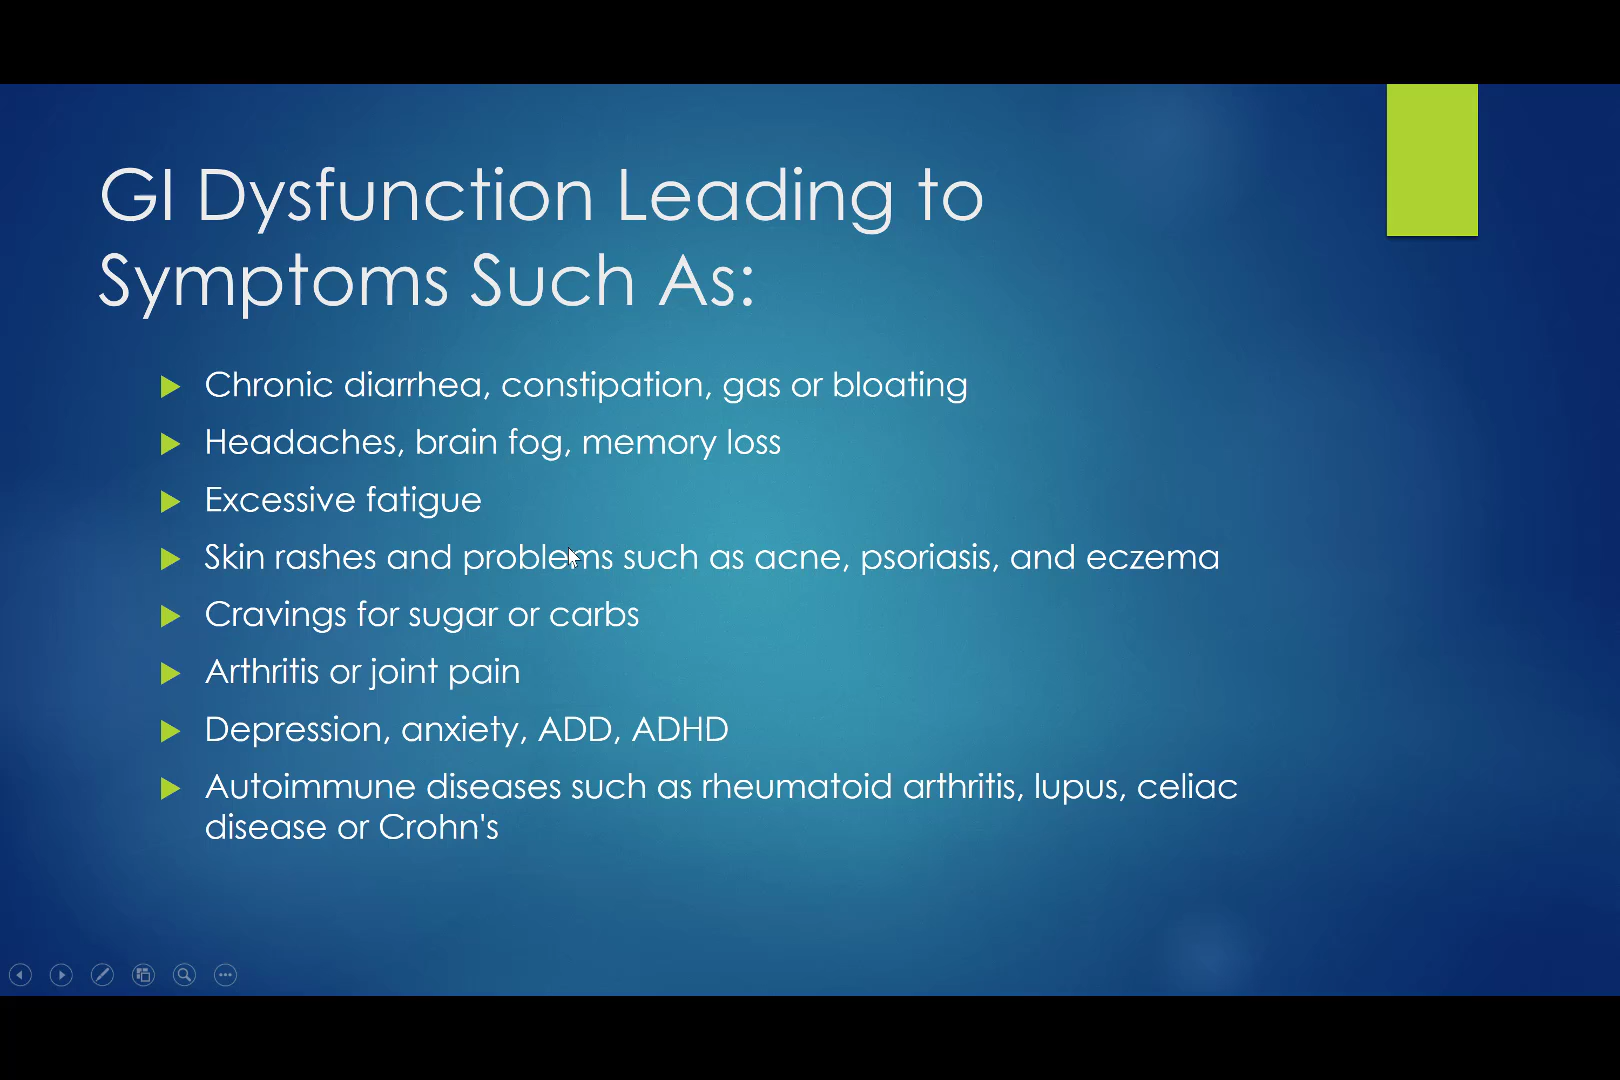 GI Dysfunction Leading to
Symptoms Such As:
Chronic diarrhea, constipation, gas or bloating
Headaches, brain fog, memory loss
Excessive fatigue
Skin rashes and problems such as acne, psoriasis, and eczema
Cravings for sugar or carbs
Arthritis or joint pain
Depression, anxiety, ADD, ADHD
Autoimmune diseases such as rheumatoid arthritis, lupus, celiac
disease or Crohn's